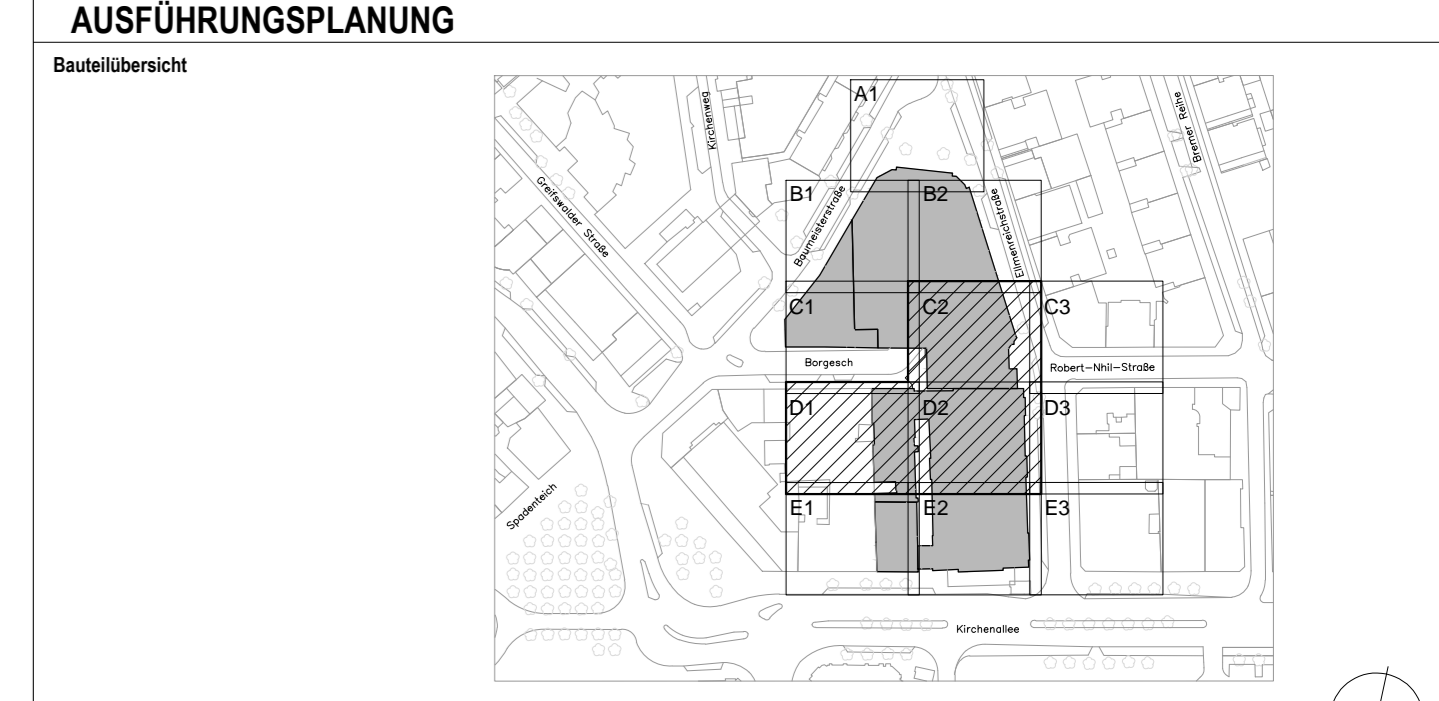 AUSFÜHRUNGSPLANUNG
Bauteilübersicht
A1
Kirchenweg
Bremer Reihe
Greifswalder Straße
B1
B2
Baumeisterstraße
Ellmenreichstraße
C1
C2
C3
Borgesch
Robert-Nhil-Straße
D1
D2
D3
Spadenteich
E1
E2
E3
Kirchenallee